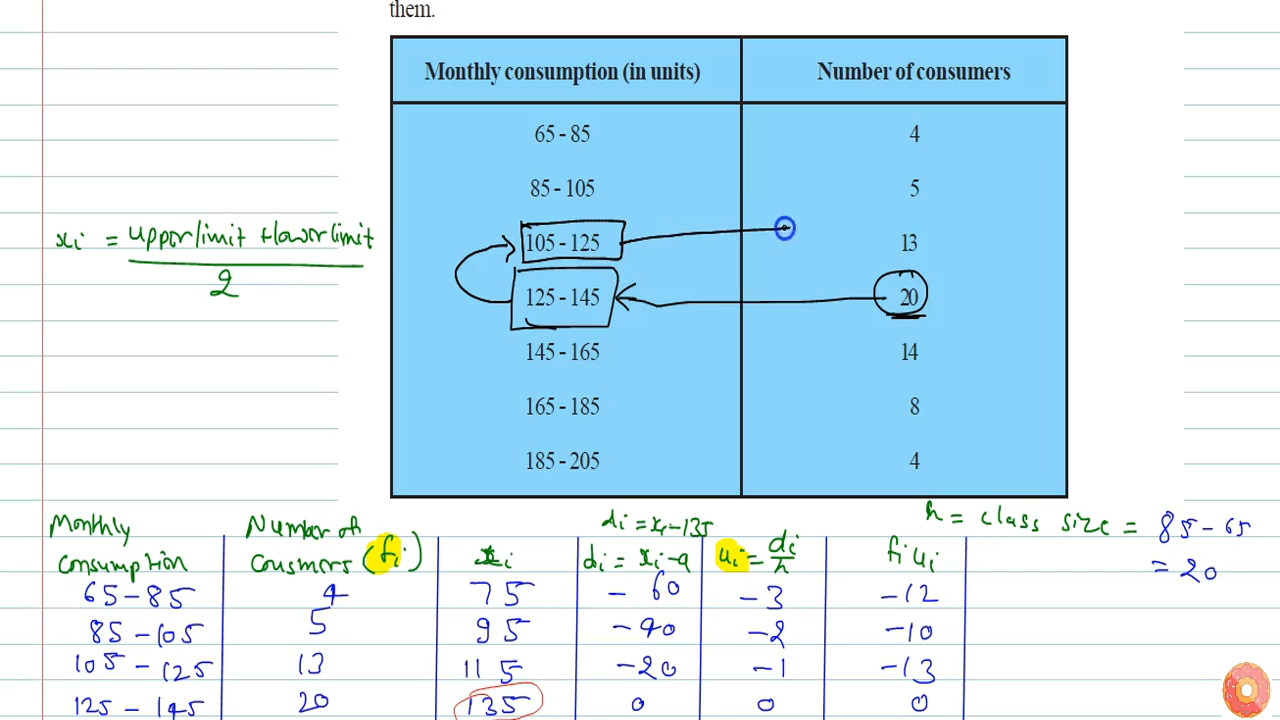 them.
Monthly consumption (in units) Number of consumers
65 - 85 4
85 - 105 5
xi = upper limit + lower limit / 2
105 - 125 13
125 - 145 20
145 - 165 14
165 - 185 8
185 - 205 4
h = class size = 85 - 65
= 20
Monthly consumption Number of Cousmers (fi) xi di = xi - 135 di = xi - a ui = di/h fi ui
65 - 85 4 75 - 60 - 3 - 12
85 - 105 5 95 - 40 - 2 - 10
105 - 125 13 115 - 20 - 1 - 13
125 - 145 20 135 0 0 0